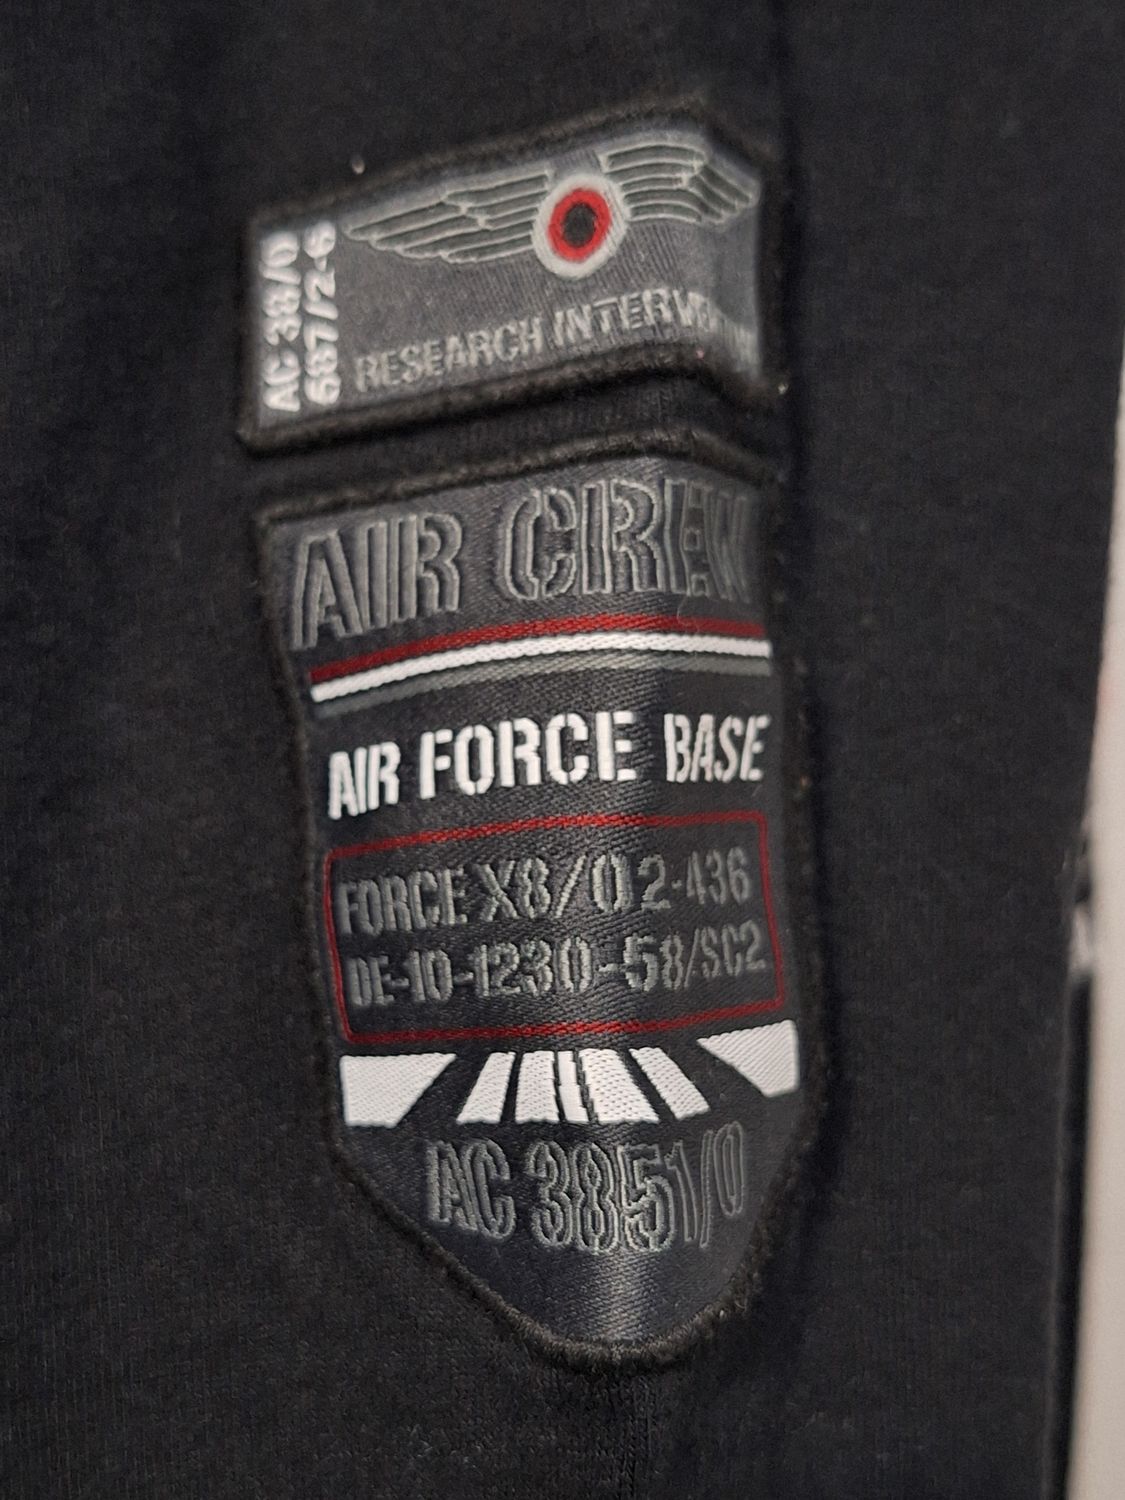 AC 38/0
687/2-6
RESEARCH
AIR CREW
AIR FORCE BASE
FORCE X8/02-436
DE-10-1230-58/SC2
AC 3851/0